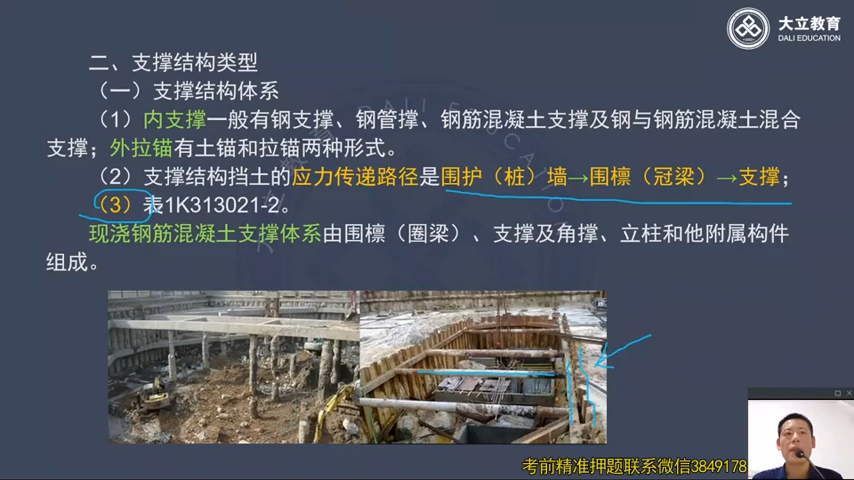 大立教育
DALI EDUCATION
二、支撑结构类型
（一）支撑结构体系
（1）内支撑一般有钢支撑、钢管撑、钢筋混凝土支撑及钢与钢筋混凝土混合
支撑；外拉锚有土锚和拉锚两种形式。
（2）支撑结构挡土的应力传递路径是围护（桩）墙→围檩（冠梁）→支撑；
（3）表1K313021-2。
现浇钢筋混凝土支撑体系由围檩（圈梁）、支撑及角撑、立柱和他附属构件
组成。
考前精准押题联系微信3849178